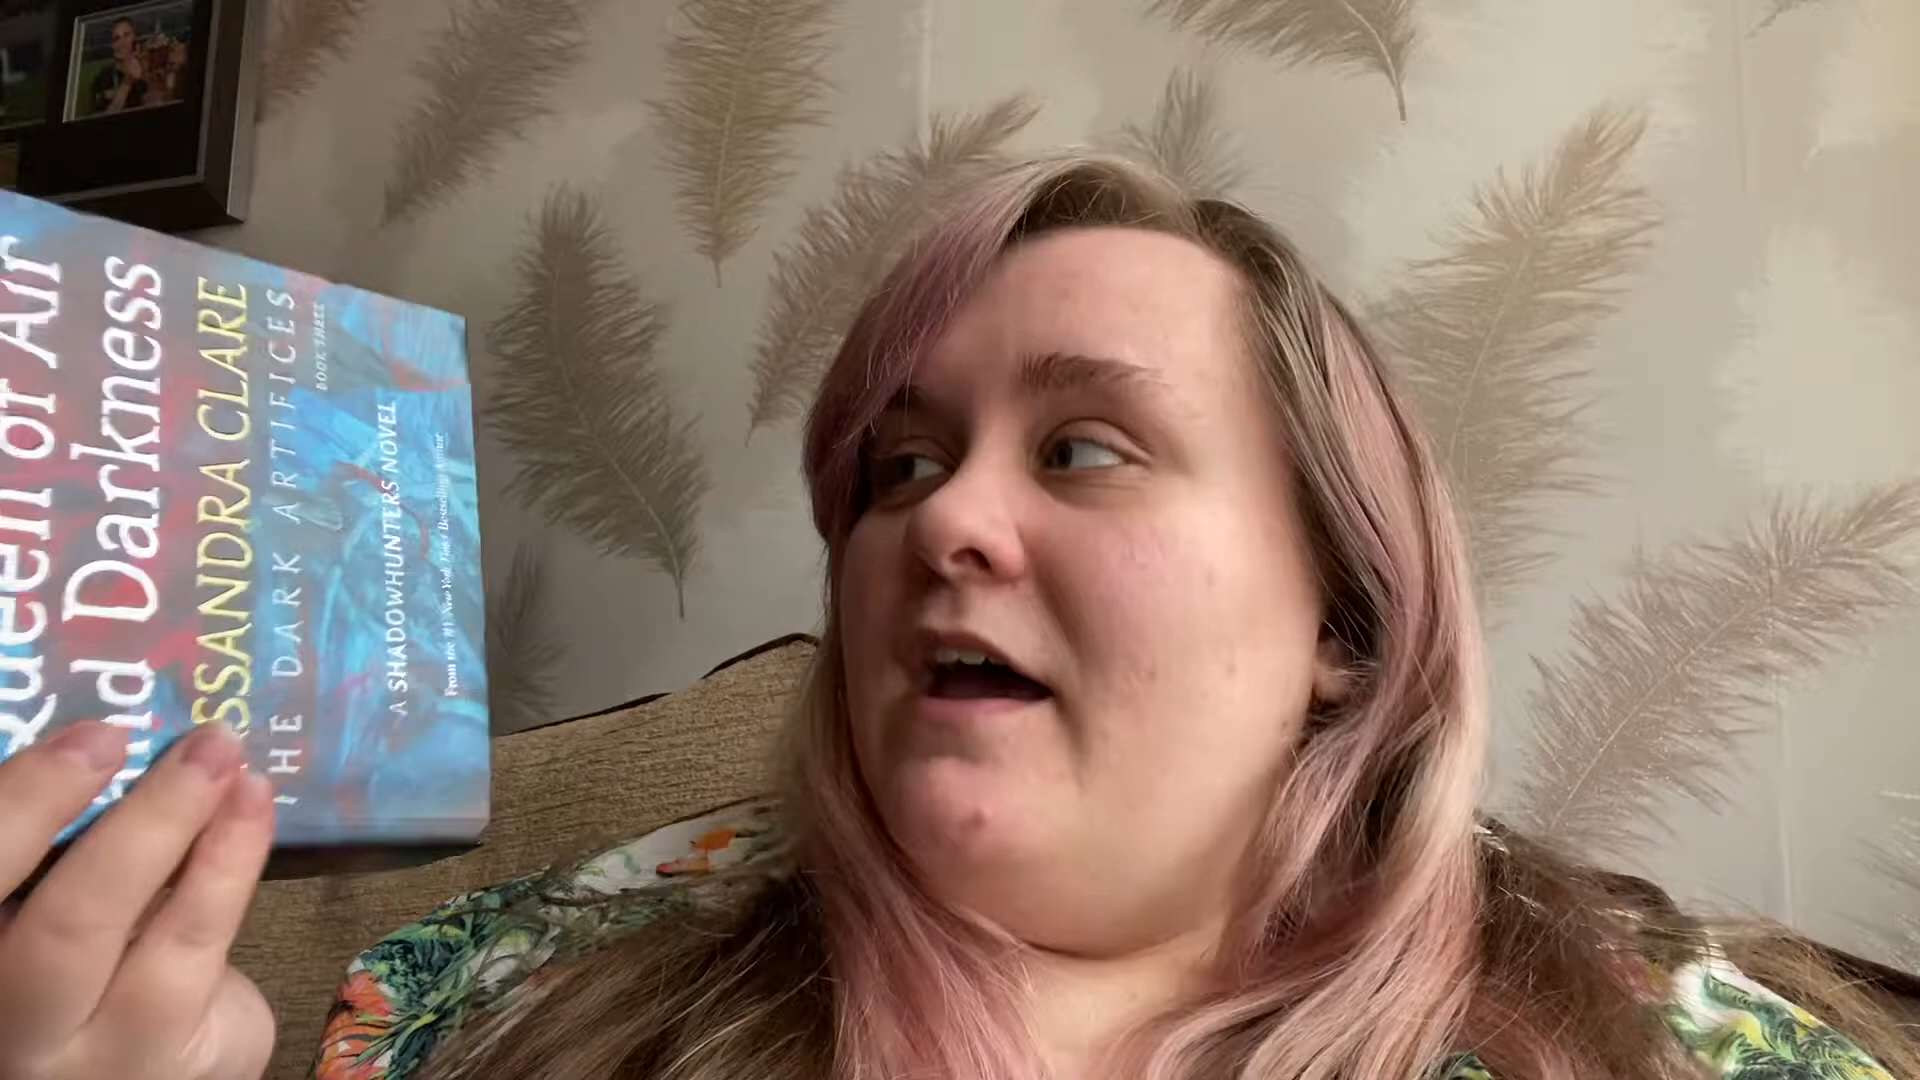 Queen of Air
and Darkness
SSANDRA CLARE
THE DARK ARTIFICES
BOOK THREE
A SHADOWHUNTERS NOVEL
From the #1 New York Times Bestselling Author